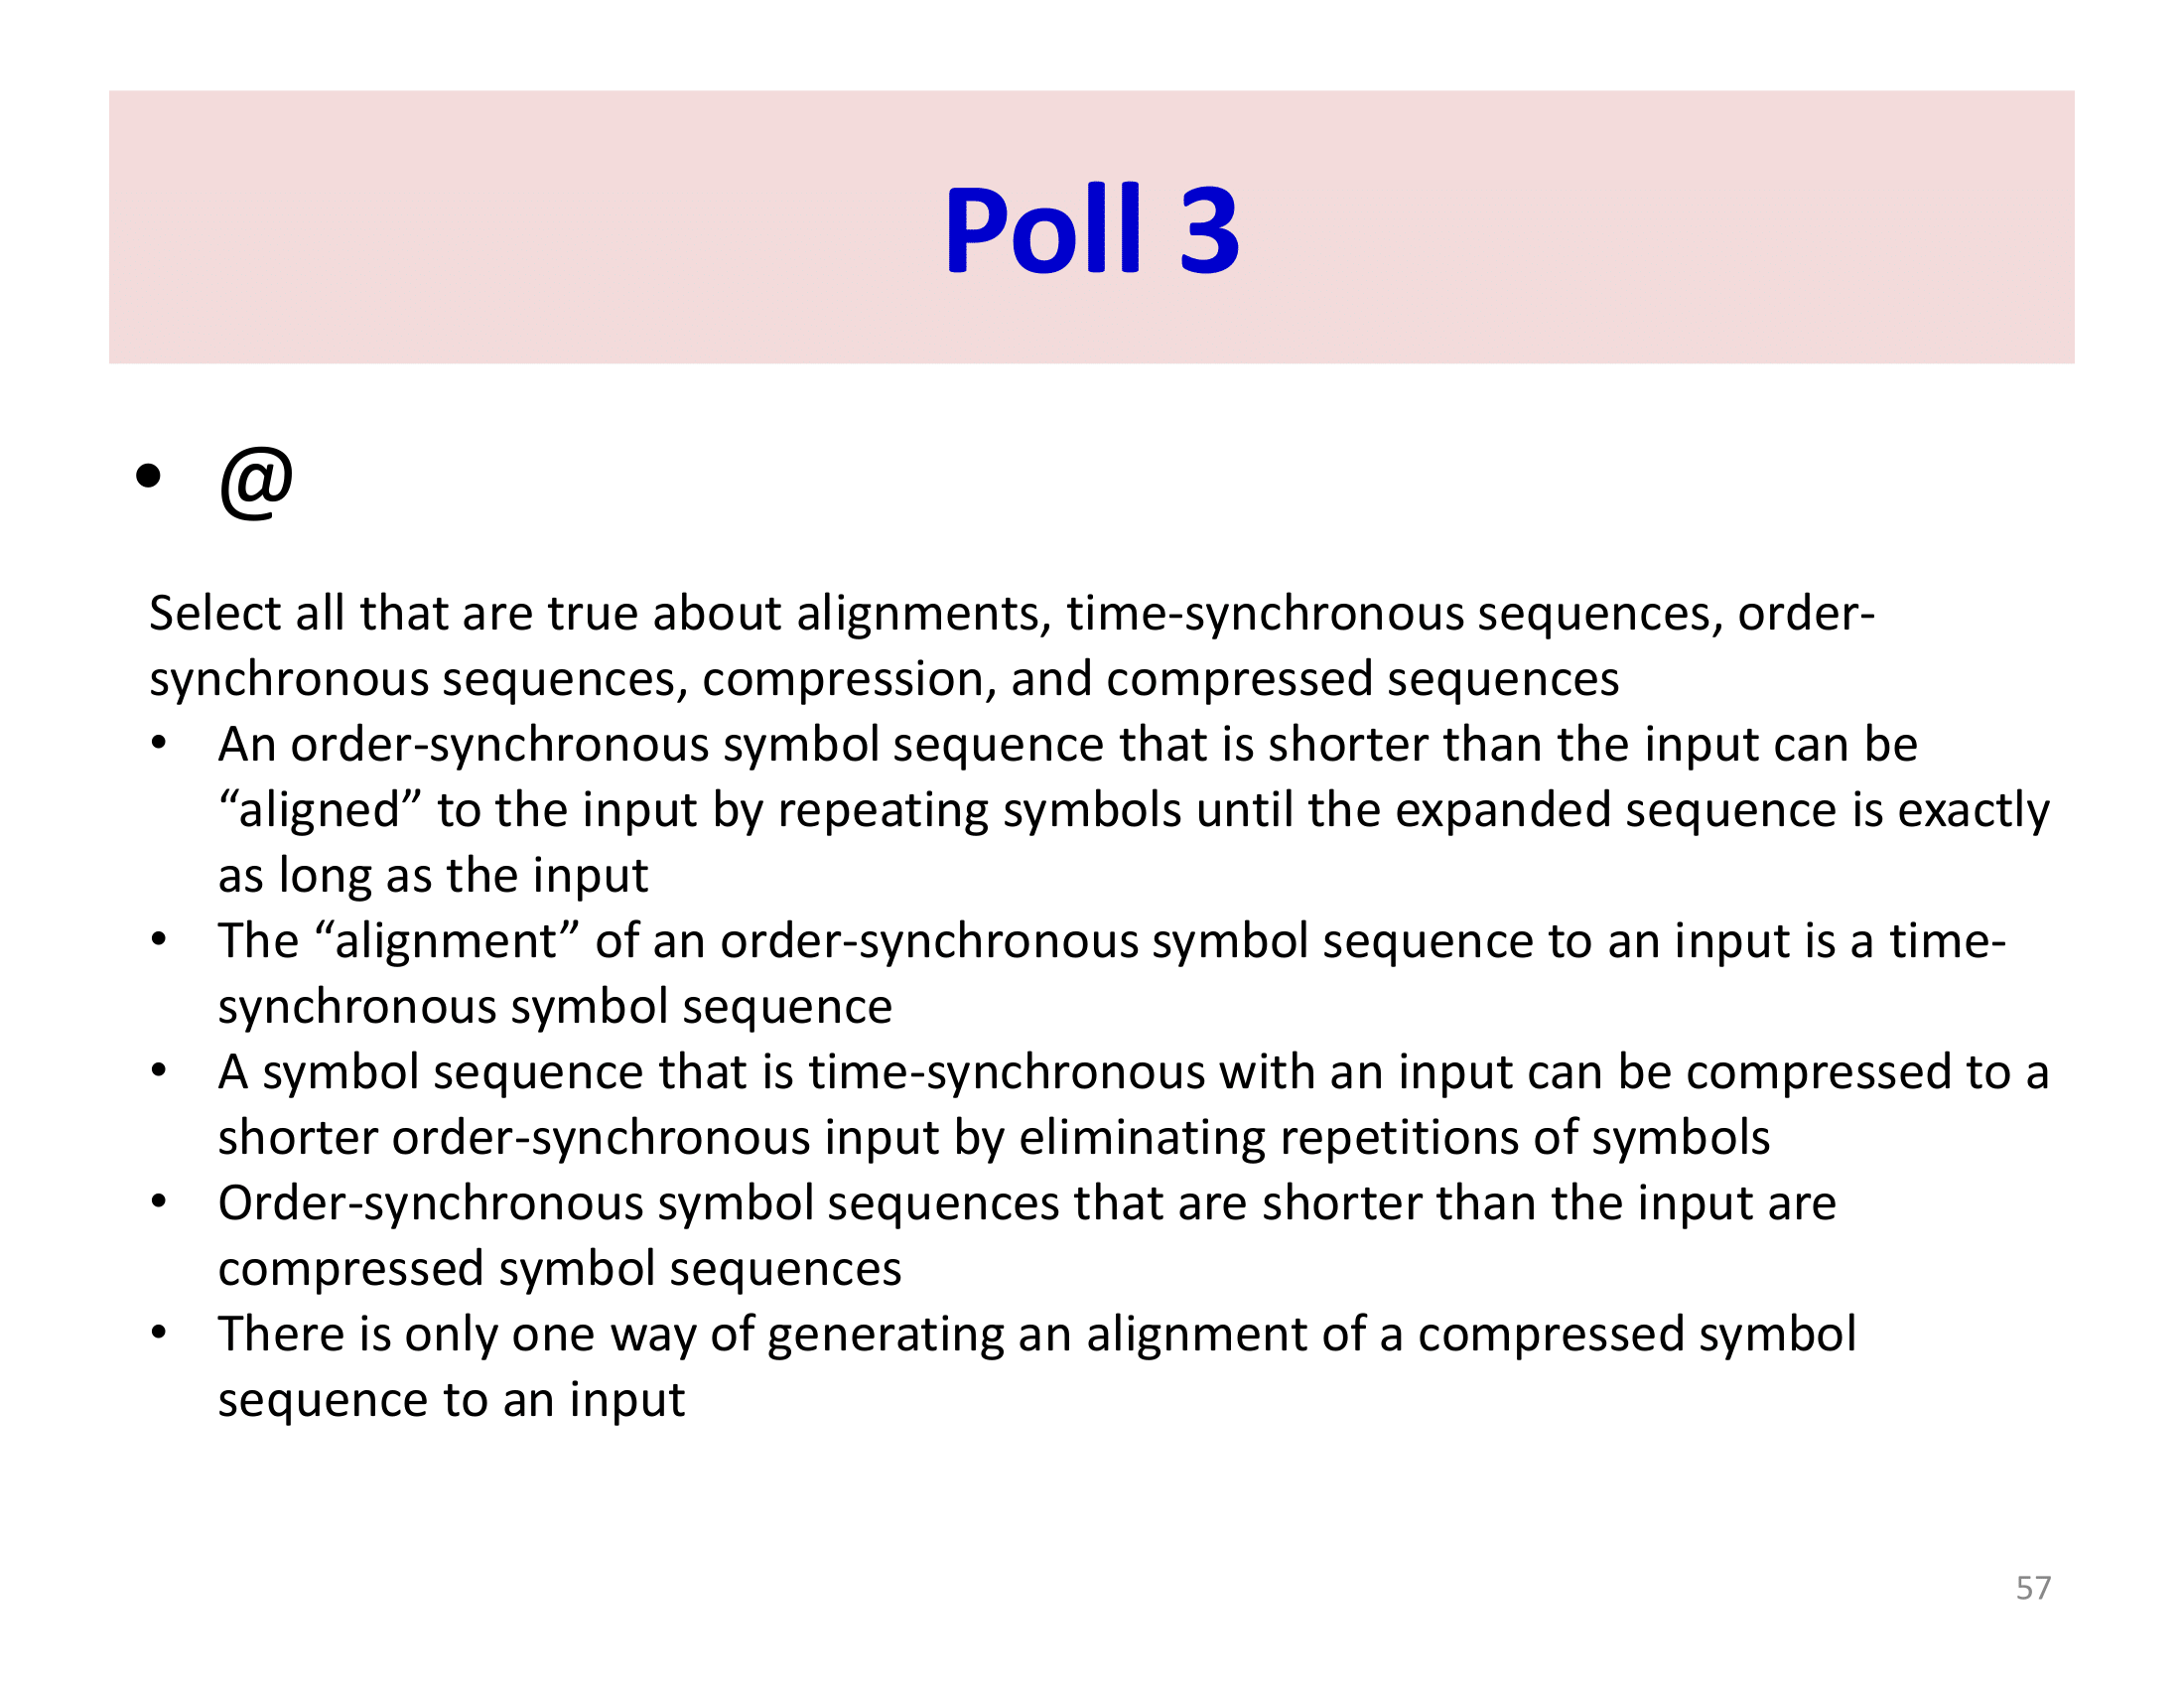 Poll 3
• @
Select all that are true about alignments, time-synchronous sequences, order-
synchronous sequences, compression, and compressed sequences
• An order-synchronous symbol sequence that is shorter than the input can be
“aligned” to the input by repeating symbols until the expanded sequence is exactly
as long as the input
• The “alignment” of an order-synchronous symbol sequence to an input is a time-
synchronous symbol sequence
• A symbol sequence that is time-synchronous with an input can be compressed to a
shorter order-synchronous input by eliminating repetitions of symbols
• Order-synchronous symbol sequences that are shorter than the input are
compressed symbol sequences
• There is only one way of generating an alignment of a compressed symbol
sequence to an input
57